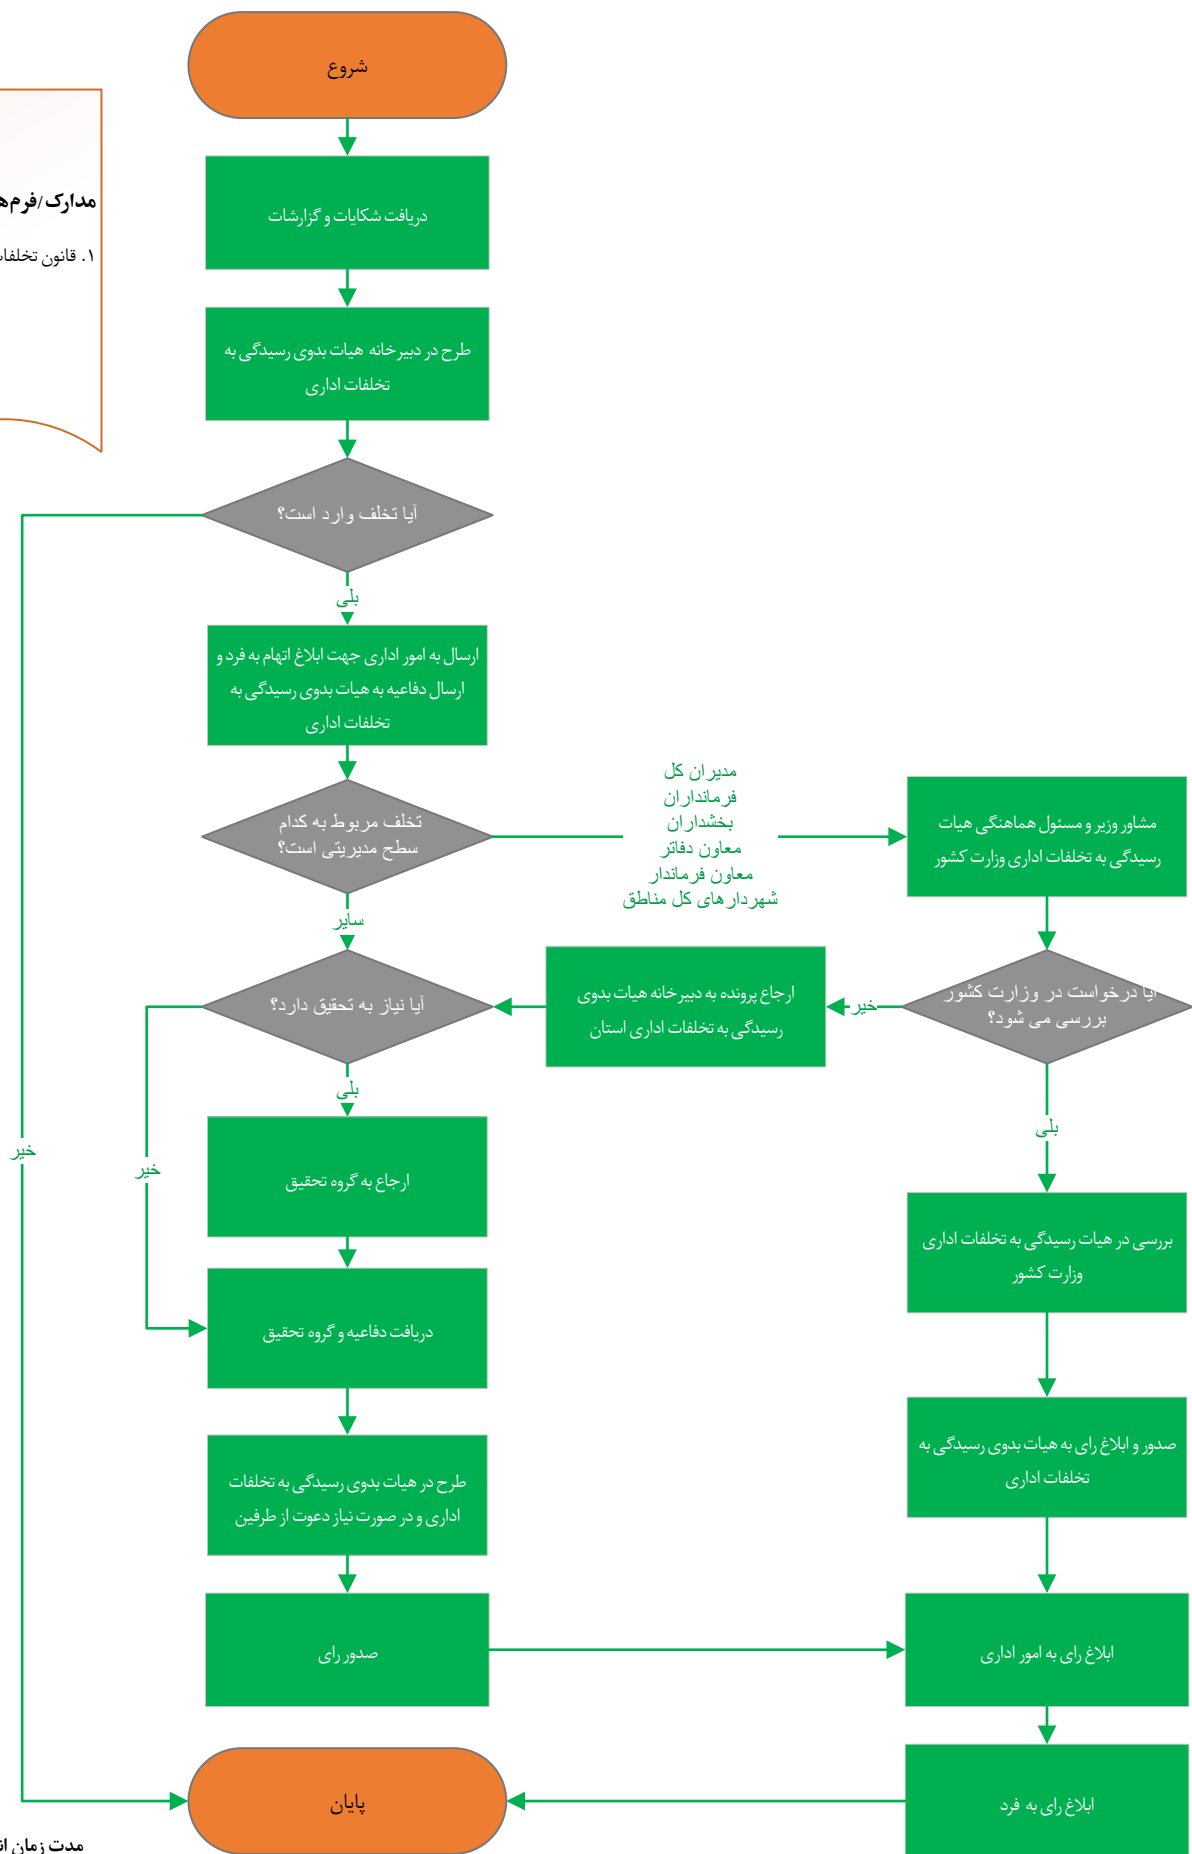 شروع
دریافت شکایات و گزارشات
مدارک/فرم‌ه
۱. قانون تخلفات
طرح در دبیرخانه هیات بدوی رسیدگی به
تخلفات اداری
آیا تخلف وارد است؟
بلی
ارسال به امور اداری جهت ابلاغ اتهام به فرد و
ارسال دفاعیه به هیات بدوی رسیدگی به
تخلفات اداری
تخلف مربوط به کدام
سطح مدیریتی است؟
مدیران کل
فرمانداران
بخشداران
معاون دفاتر
معاون فرماندار
شهردارهای کل مناطق
مشاور وزیر و مسئول هماهنگی هیات
رسیدگی به تخلفات اداری وزارت کشور
سایر
آیا درخواست در وزارت کشور
بررسی می شود؟
خیر
ارجاع پرونده به دبیرخانه هیات بدوی
رسیدگی به تخلفات اداری استان
آیا نیاز به تحقیق دارد؟
بلی
بلی
خیر
خیر
ارجاع به گروه تحقیق
بررسی در هیات رسیدگی به تخلفات اداری
وزارت کشور
دریافت دفاعیه و گروه تحقیق
صدور و ابلاغ رای به هیات بدوی رسیدگی به
تخلفات اداری
طرح در هیات بدوی رسیدگی به تخلفات
اداری و در صورت نیاز دعوت از طرفین
صدور رای
ابلاغ رای به امور اداری
ابلاغ رای به فرد
پایان
مدت زمان